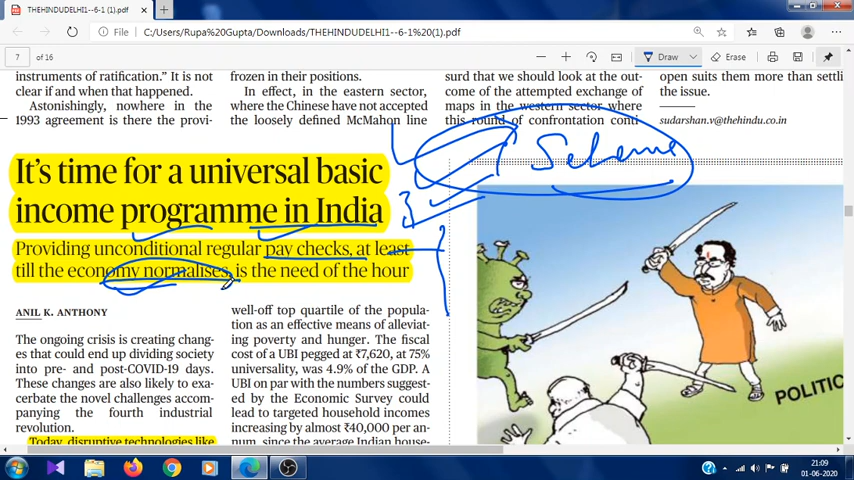 THEHINDUDELHI1--6-1 (1).pdf
File
C:/Users/Rupa%20Gupta/Downloads/THEHINDUDELHI1--6-1%20(1).pdf
7
of 16
Draw
Erase
instruments of ratification.” It is not
clear if and when that happened.
Astonishingly, nowhere in the
1993 agreement is there the provi-
frozen in their positions.
In effect, in the eastern sector,
where the Chinese have not accepted
the loosely defined McMahon line
surd that we should look at the out-
come of the attempted exchange of
maps in the western sector where
this round of confrontation conti
open suits them more than settli
the issue.
sudarshan.v@thehindu.co.in
Scheme
It’s time for a universal basic
income programme in India
Providing unconditional regular pay checks, at least
till the economy normalises, is the need of the hour
ANIL K. ANTHONY
The ongoing crisis is creating chang-
es that could end up dividing society
into pre- and post-COVID-19 days.
These changes are also likely to exa-
cerbate the novel challenges accom-
panying the fourth industrial
revolution.
Today, disruptive technologies like
well-off top quartile of the popula-
tion as an effective means of alleviat-
ing poverty and hunger. The fiscal
cost of a UBI pegged at ₹7,620, at 75%
universality, was 4.9% of the GDP. A
UBI on par with the numbers suggest-
ed by the Economic Survey could
lead to targeted household incomes
increasing by almost ₹40,000 per an-
num, since the average Indian house-
POLITIC
21:09
01-06-2020